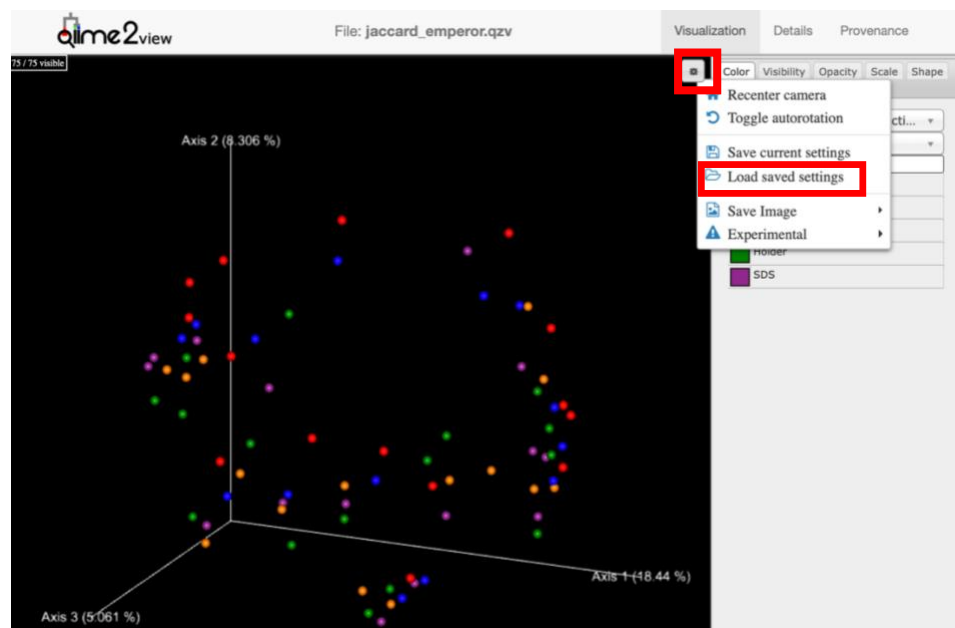 qiime2view
File: jaccard_emperor.qzv
Visualization Details Provenance
75 / 75 visible
Color Visibility Opacity Scale Shape
Recenter camera
Toggle autorotation
cti...
Save current settings
Load saved settings
Save Image
Experimental
Holder
SDS
Axis 2 (8.306 %)
Axis 1 (18.44 %)
Axis 3 (5.061 %)